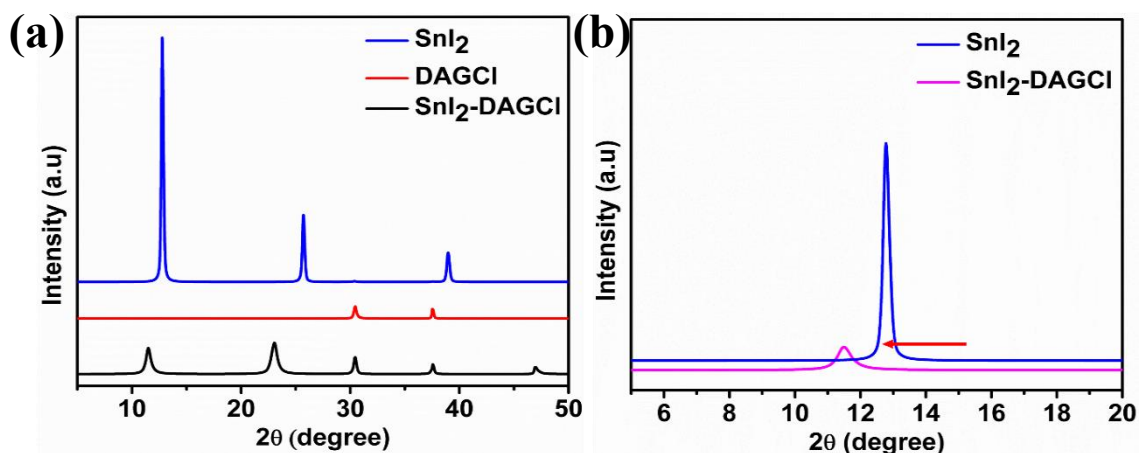 (a)
SnI2
DAGCl
SnI2-DAGCl
Intensity (a.u)
10 20 30 40 50
2θ (degree)
(b)
SnI2
SnI2-DAGCl
Intensity (a.u)
6 8 10 12 14 16 18 20
2θ (degree)